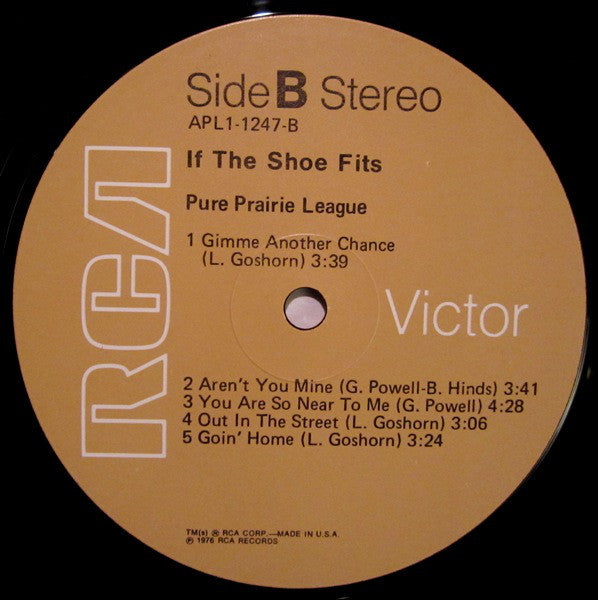 Side B Stereo
APL1-1247-B
If The Shoe Fits
Pure Prairie League
1 Gimme Another Chance
(L. Goshorn) 3:39
RCA
Victor
2 Aren't You Mine (G. Powell-B. Hinds) 3:41
3 You Are So Near To Me (G. Powell) 4:28
4 Out In The Street (L. Goshorn) 3:06
5 Goin' Home (L. Goshorn) 3:24
TM(s) ® RCA CORP.—MADE IN U.S.A.
℗ 1976 RCA RECORDS